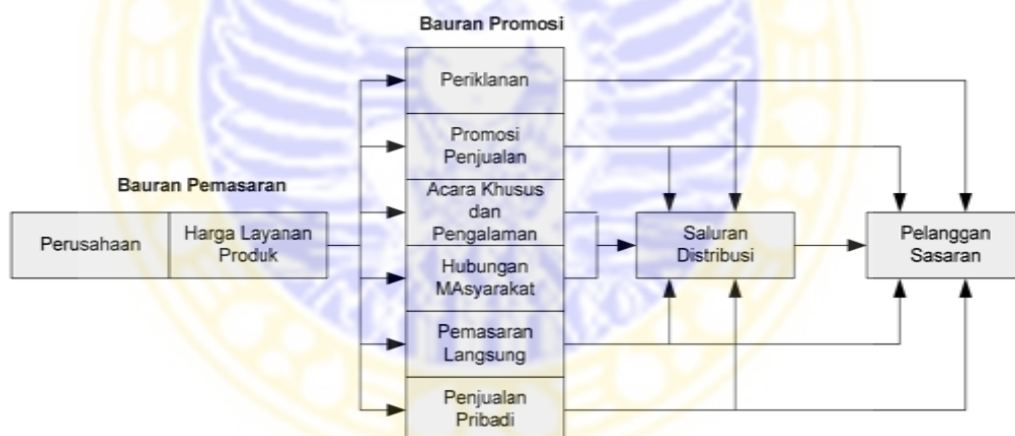 Bauran Promosi
Periklanan
Promosi
Penjualan
Bauran Pemasaran
Acara Khusus
dan
Pengalaman
Perusahaan
Harga Layanan
Produk
Saluran
Distribusi
Pelanggan
Sasaran
Hubungan
MAsyarakat
Pemasaran
Langsung
Penjualan
Pribadi